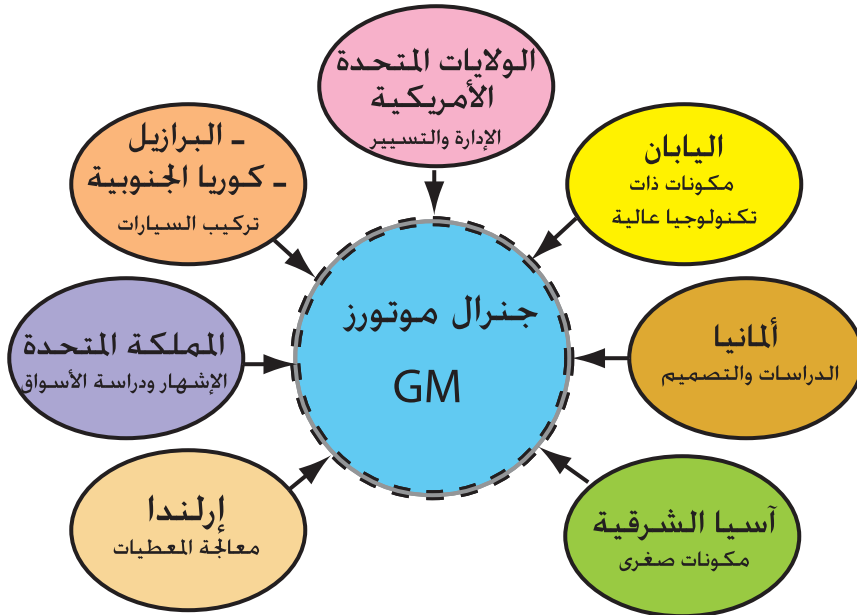 الولايات المتحدة
الأمريكية
الإدارة والتسيير
اليابان
مكونات ذات
تكنولوجيا عالية
ألمانيا
الدراسات والتصميم
آسيا الشرقية
مكونات صغرى
إرلندا
معالجة المعطيات
المملكة المتحدة
الإشهار ودراسة الأسواق
- البرازيل
- كوريا الجنوبية
تركيب السيارات
جنرال موتورز
GM